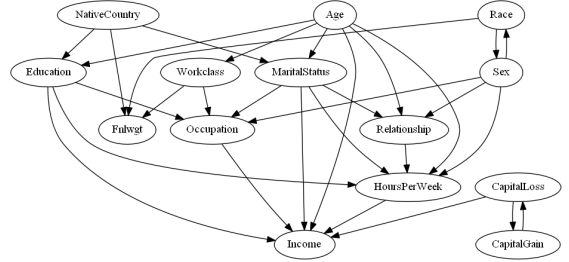 NativeCountry
Age
Race
Education
Workclass
MaritalStatus
Sex
Fnlwgt
Occupation
Relationship
HoursPerWeek
CapitalLoss
Income
CapitalGain